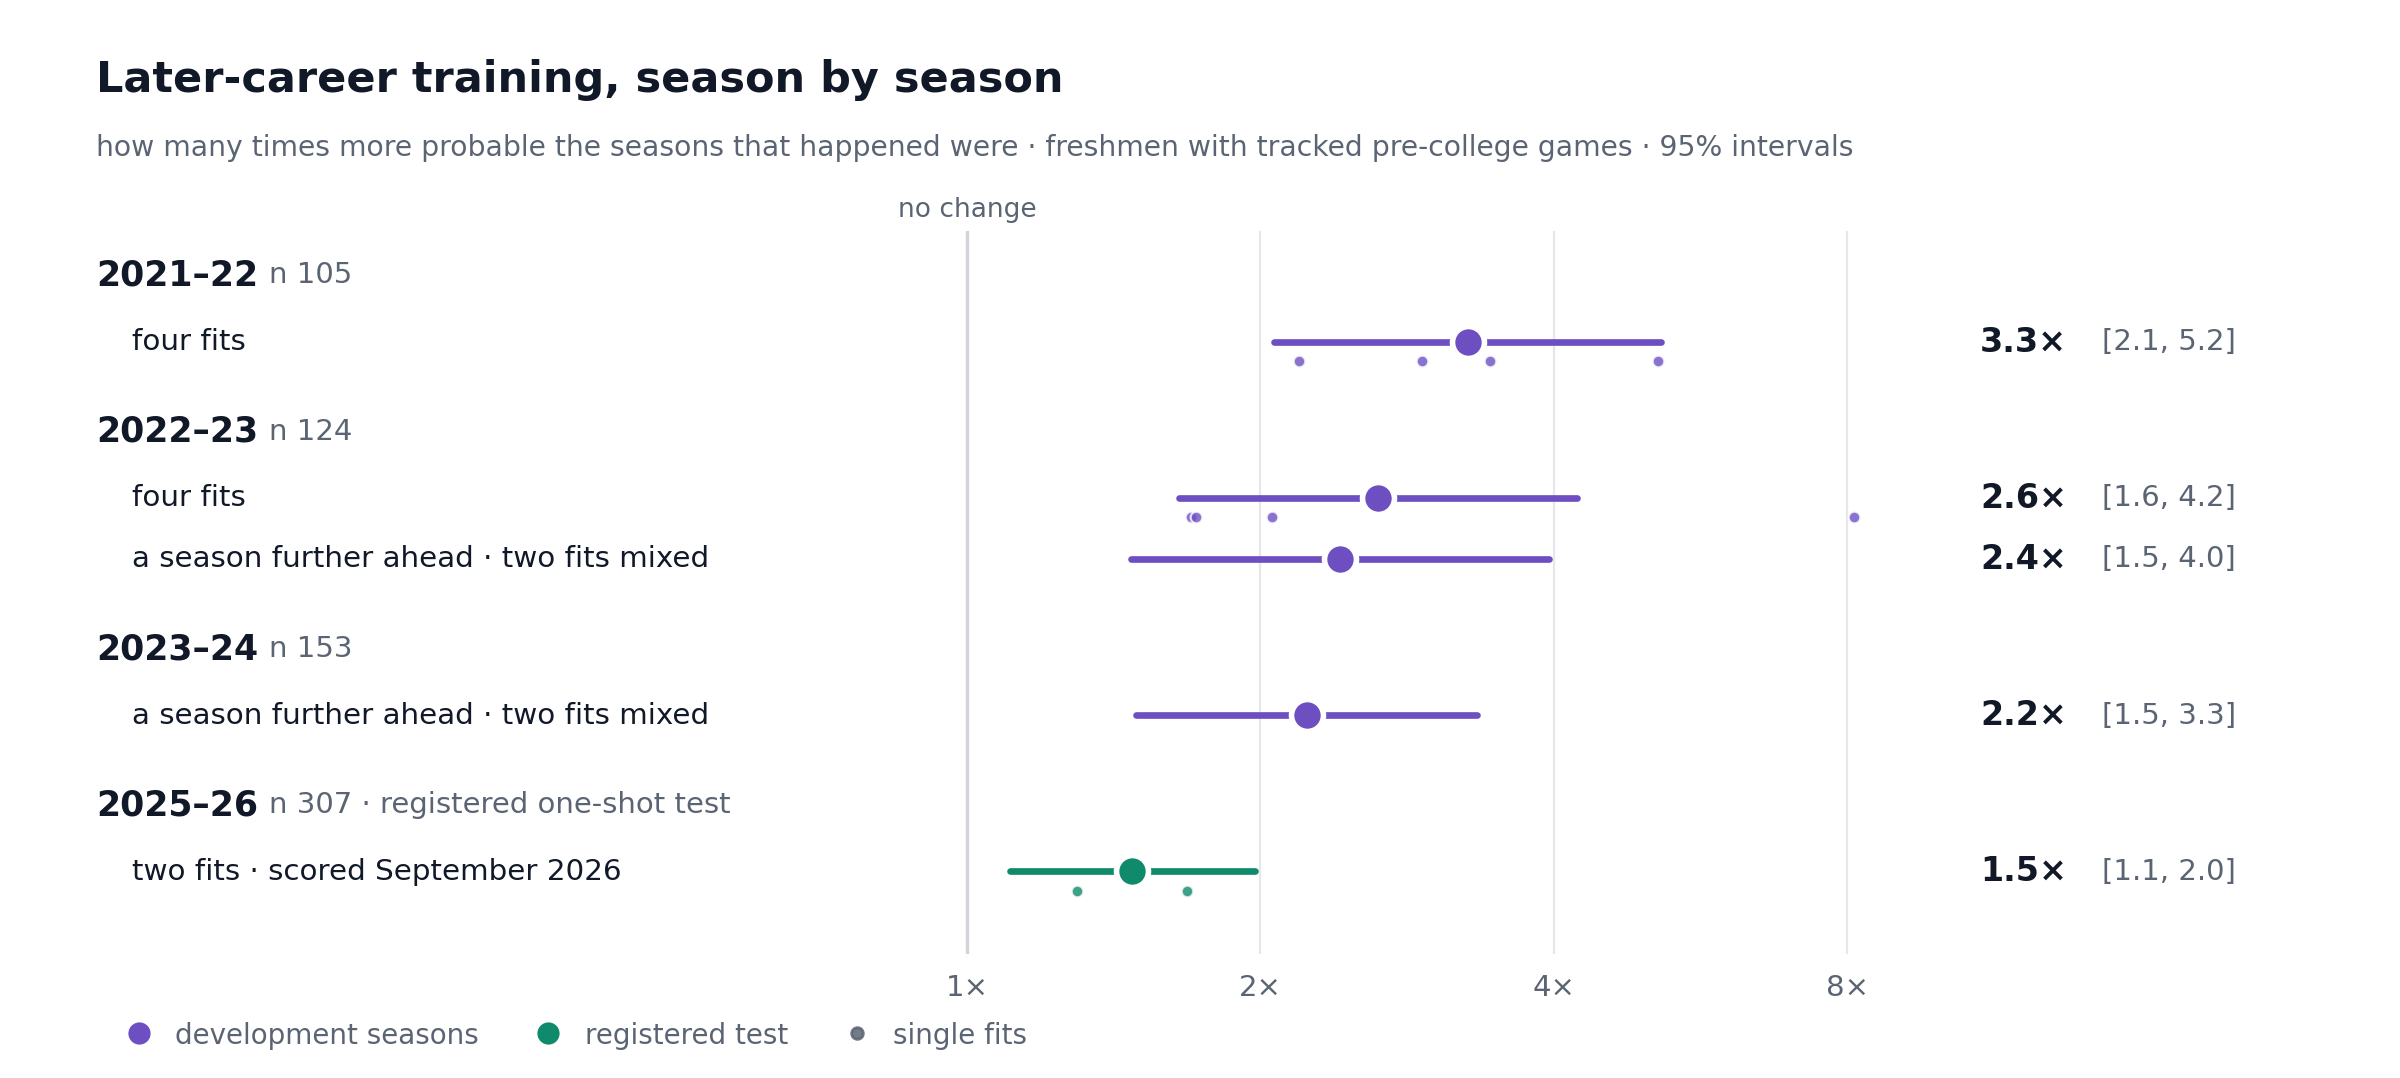 Later-career training, season by season
how many times more probable the seasons that happened were · freshmen with tracked pre-college games · 95% intervals
no change
2021–22 n 105
four fits 3.3× [2.1, 5.2]
2022–23 n 124
four fits 2.6× [1.6, 4.2]
a season further ahead · two fits mixed 2.4× [1.5, 4.0]
2023–24 n 153
a season further ahead · two fits mixed 2.2× [1.5, 3.3]
2025–26 n 307 · registered one-shot test
two fits · scored September 2026 1.5× [1.1, 2.0]
1× 2× 4× 8×
development seasons registered test single fits